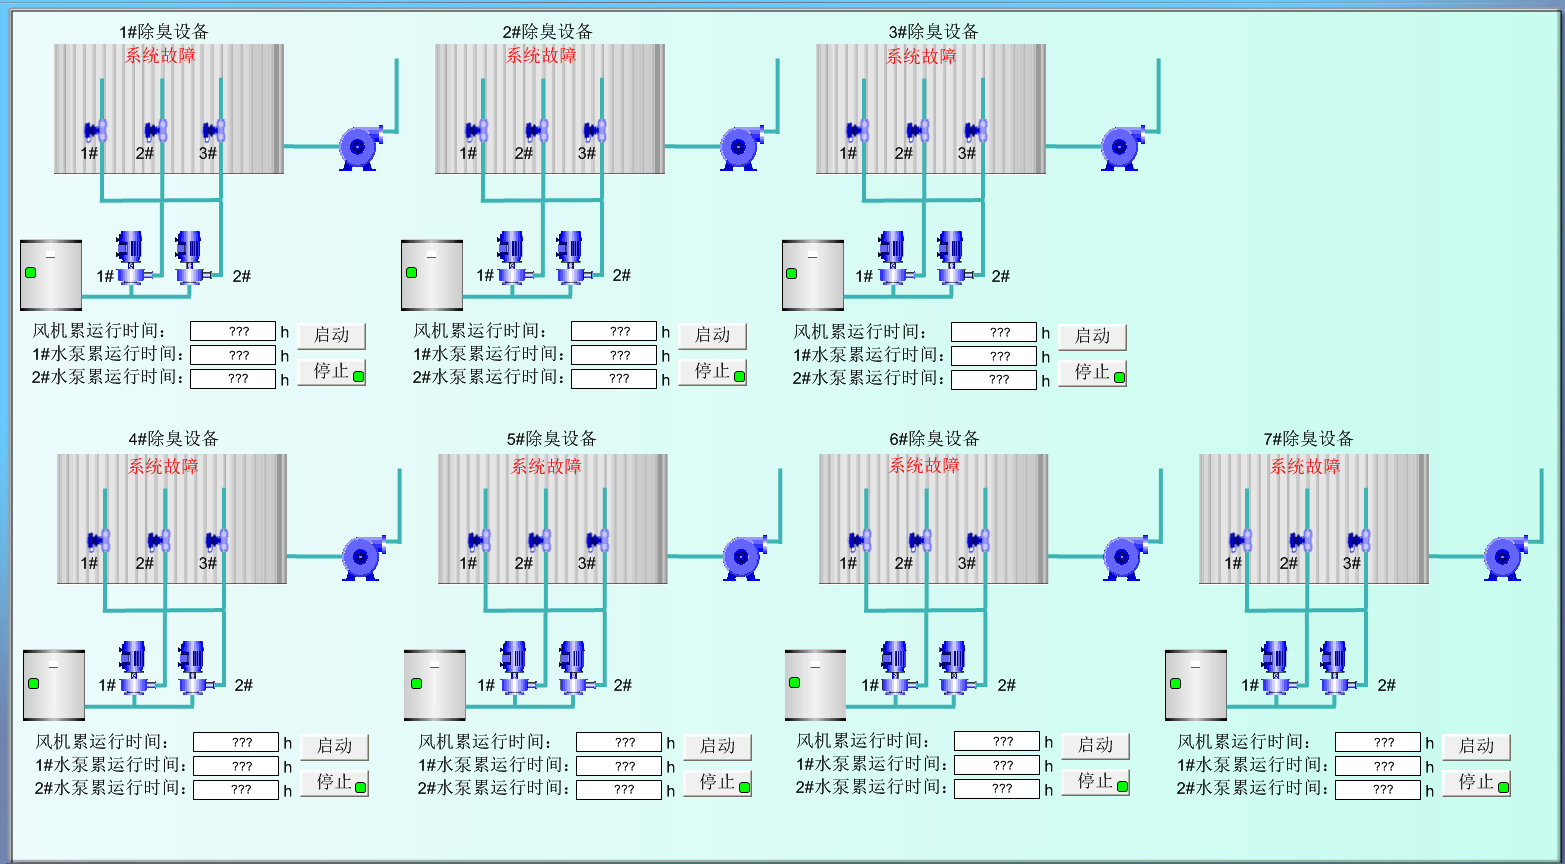 1#除臭设备 2#除臭设备 3#除臭设备
系统故障 系统故障 系统故障
1# 2# 3# 1# 2# 3# 1# 2# 3#
1# 2# 1# 2# 1# 2#
风机累运行时间： ??? h 启动 风机累运行时间： ??? h 启动 风机累运行时间： ??? h 启动
1#水泵累运行时间： ??? h 1#水泵累运行时间： ??? h 1#水泵累运行时间： ??? h
2#水泵累运行时间： ??? h 停止 2#水泵累运行时间： ??? h 停止 2#水泵累运行时间： ??? h 停止
4#除臭设备 5#除臭设备 6#除臭设备 7#除臭设备
系统故障 系统故障 系统故障 系统故障
1# 2# 3# 1# 2# 3# 1# 2# 3# 1# 2# 3#
1# 2# 1# 2# 1# 2# 1# 2#
风机累运行时间： ??? h 启动 风机累运行时间： ??? h 启动 风机累运行时间： ??? h 启动 风机累运行时间： ??? h 启动
1#水泵累运行时间： ??? h 1#水泵累运行时间： ??? h 1#水泵累运行时间： ??? h 1#水泵累运行时间： ??? h
2#水泵累运行时间： ??? h 停止 2#水泵累运行时间： ??? h 停止 2#水泵累运行时间： ??? h 停止 2#水泵累运行时间： ??? h 停止